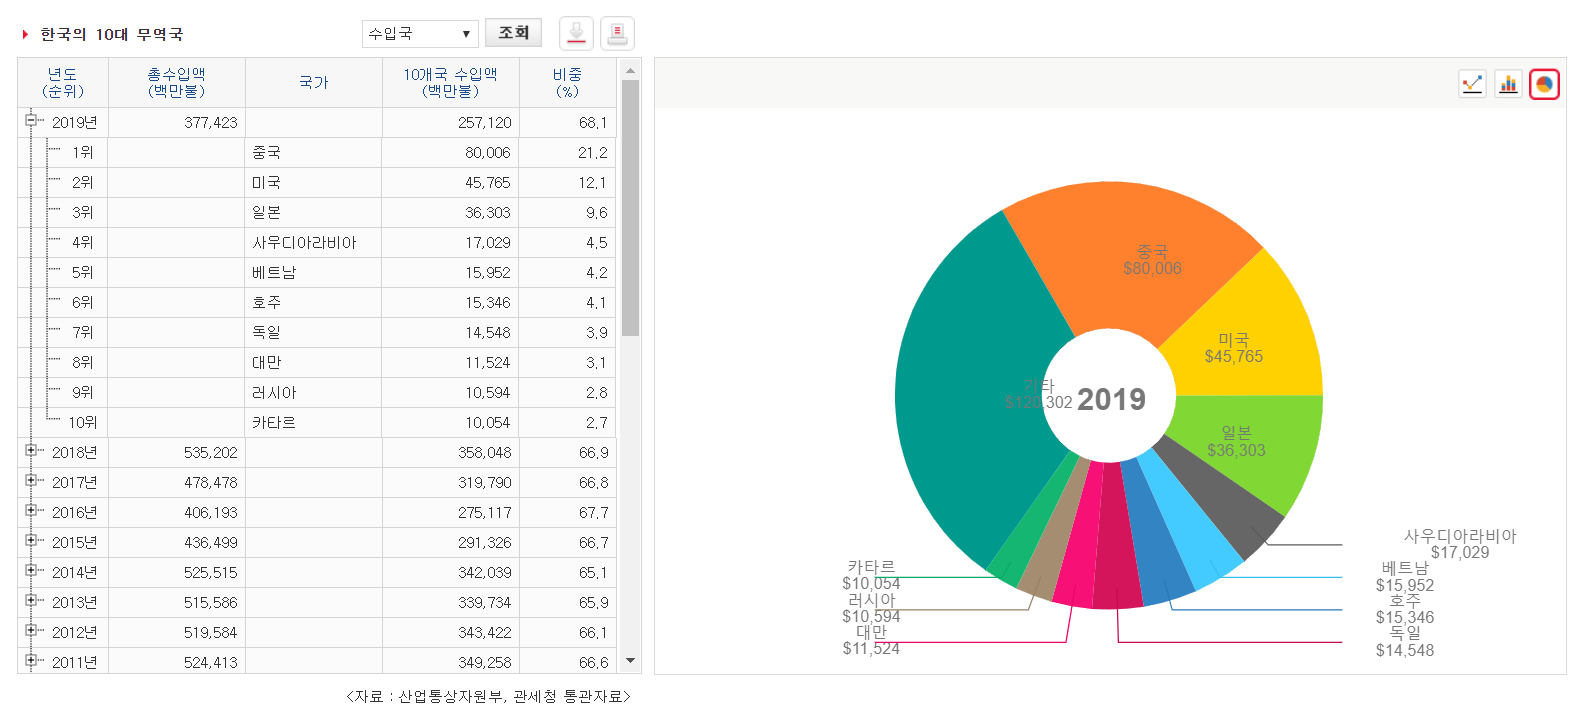 한국의 10대 무역국
수입국
조회
년도 총수입액 국가 10개국 수입액 비중
(순위) (백만불) (백만불) (%)
2019년 377,423 257,120 68.1
1위 중국 80,006 21.2
2위 미국 45,765 12.1
3위 일본 36,303 9.6
4위 사우디아라비아 17,029 4.5
5위 베트남 15,952 4.2
6위 호주 15,346 4.1
7위 독일 14,548 3.9
8위 대만 11,524 3.1
9위 러시아 10,594 2.8
10위 카타르 10,054 2.7
2018년 535,202 358,048 66.9
2017년 478,478 319,790 66.8
2016년 406,193 275,117 67.7
2015년 436,499 291,326 66.7
2014년 525,515 342,039 65.1
2013년 515,586 339,734 65.9
2012년 519,584 343,422 66.1
2011년 524,413 349,258 66.6
<자료 : 산업통상자원부, 관세청 통관자료>
중국
$80,006
미국
$45,765
기타
$120,302
2019
일본
$36,303
사우디아라비아
$17,029
카타르
$10,054
베트남
$15,952
러시아
$10,594
호주
$15,346
대만
$11,524
독일
$14,548